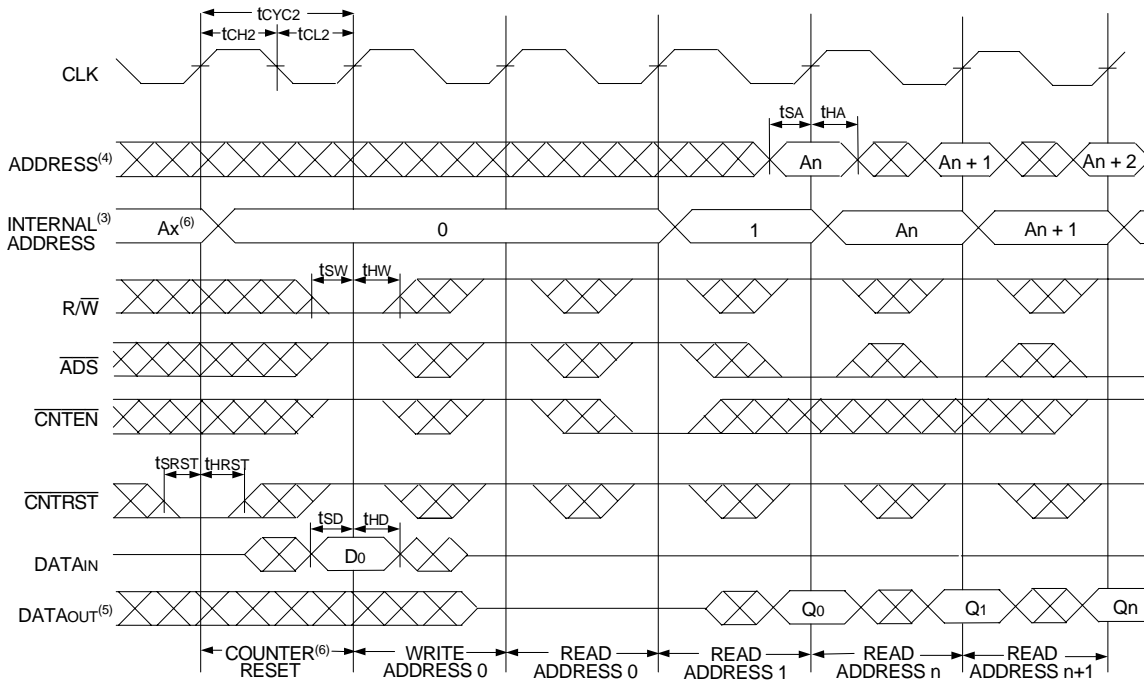 tCYC2
tCH2 tCL2
CLK
tSA tHA
ADDRESS(4) An An + 1 An + 2
INTERNAL(3)
ADDRESS Ax(6) 0 1 An An + 1
tSW tHW
R/W
ADS
CNTEN
tSRST tHRST
CNTRST
tSD tHD
DATAIN D0
DATAOUT(5) Q0 Q1 Qn
COUNTER(6)
RESET
WRITE
ADDRESS 0
READ
ADDRESS 0
READ
ADDRESS 1
READ
ADDRESS n
READ
ADDRESS n+1